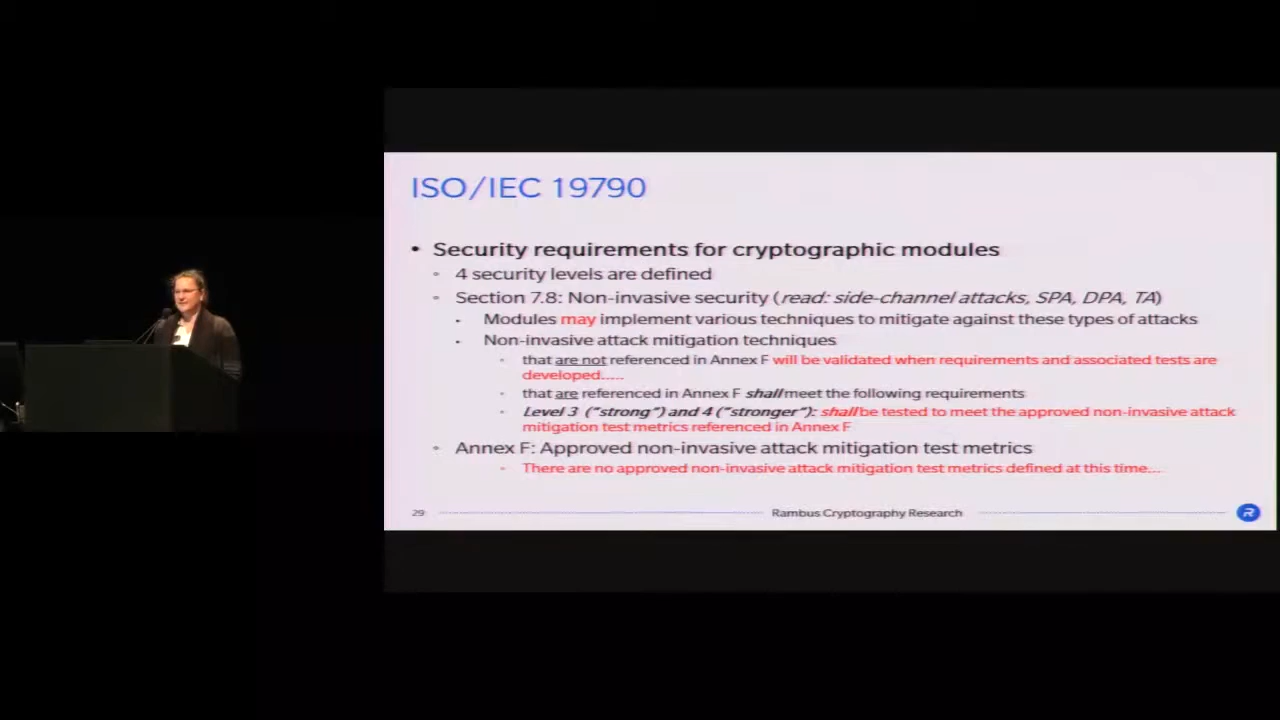 ISO/IEC 19790
• Security requirements for cryptographic modules
◦ 4 security levels are defined
◦ Section 7.8: Non-invasive security (read: side-channel attacks, SPA, DPA, TA)
▪ Modules may implement various techniques to mitigate against these types of attacks
▪ Non-invasive attack mitigation techniques
◦ that are not referenced in Annex F will be validated when requirements and associated tests are
developed.....
◦ that are referenced in Annex F shall meet the following requirements
◦ Level 3 ("strong") and 4 ("stronger"): shall be tested to meet the approved non-invasive attack
mitigation test metrics referenced in Annex F
◦ Annex F: Approved non-invasive attack mitigation test metrics
◦ There are no approved non-invasive attack mitigation test metrics defined at this time...
29 Rambus Cryptography Research R